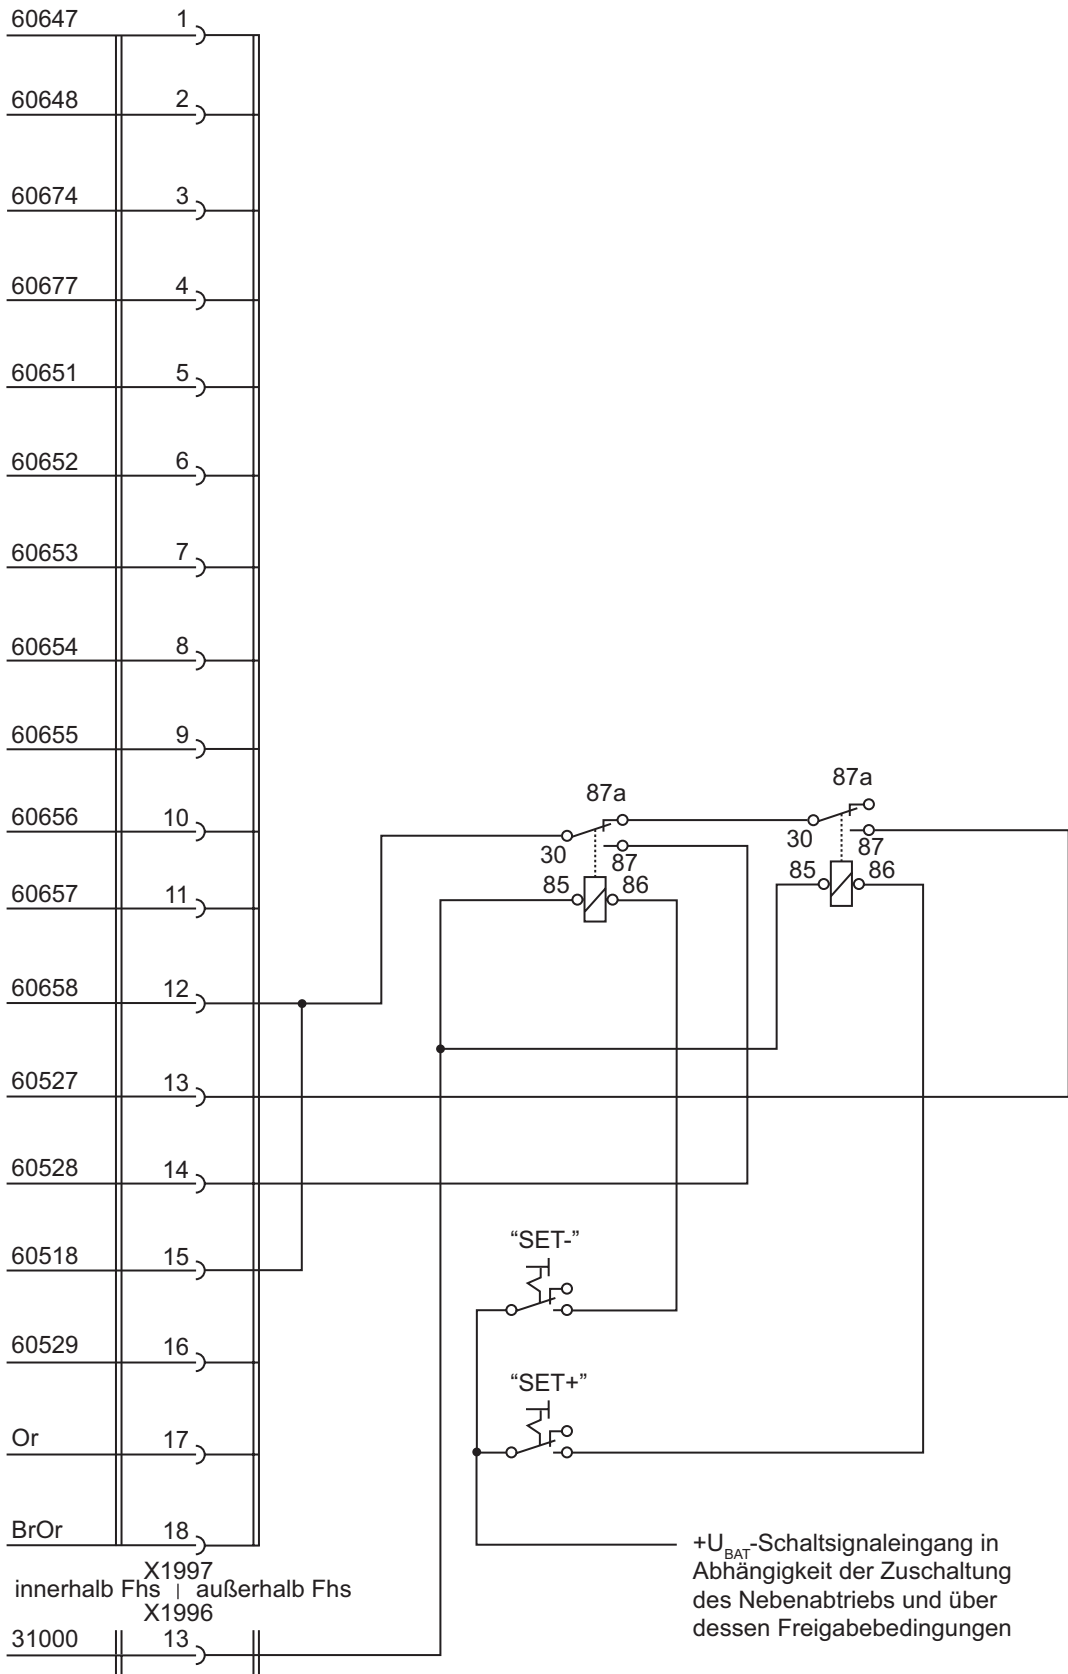 60647 1
60648 2
60674 3
60677 4
60651 5
60652 6
60653 7
60654 8
60655 9
60656 10
60657 11
60658 12
60527 13
60528 14
60518 15
60529 16
Or 17
BrOr 18
X1997
innerhalb Fhs | außerhalb Fhs
X1996
31000 13
87a
30
87
85 86
87a
30
87
85 86
“SET-”
“SET+”
+UBAT-Schaltsignaleingang in
Abhängigkeit der Zuschaltung
des Nebenabtriebs und über
dessen Freigabebedingungen